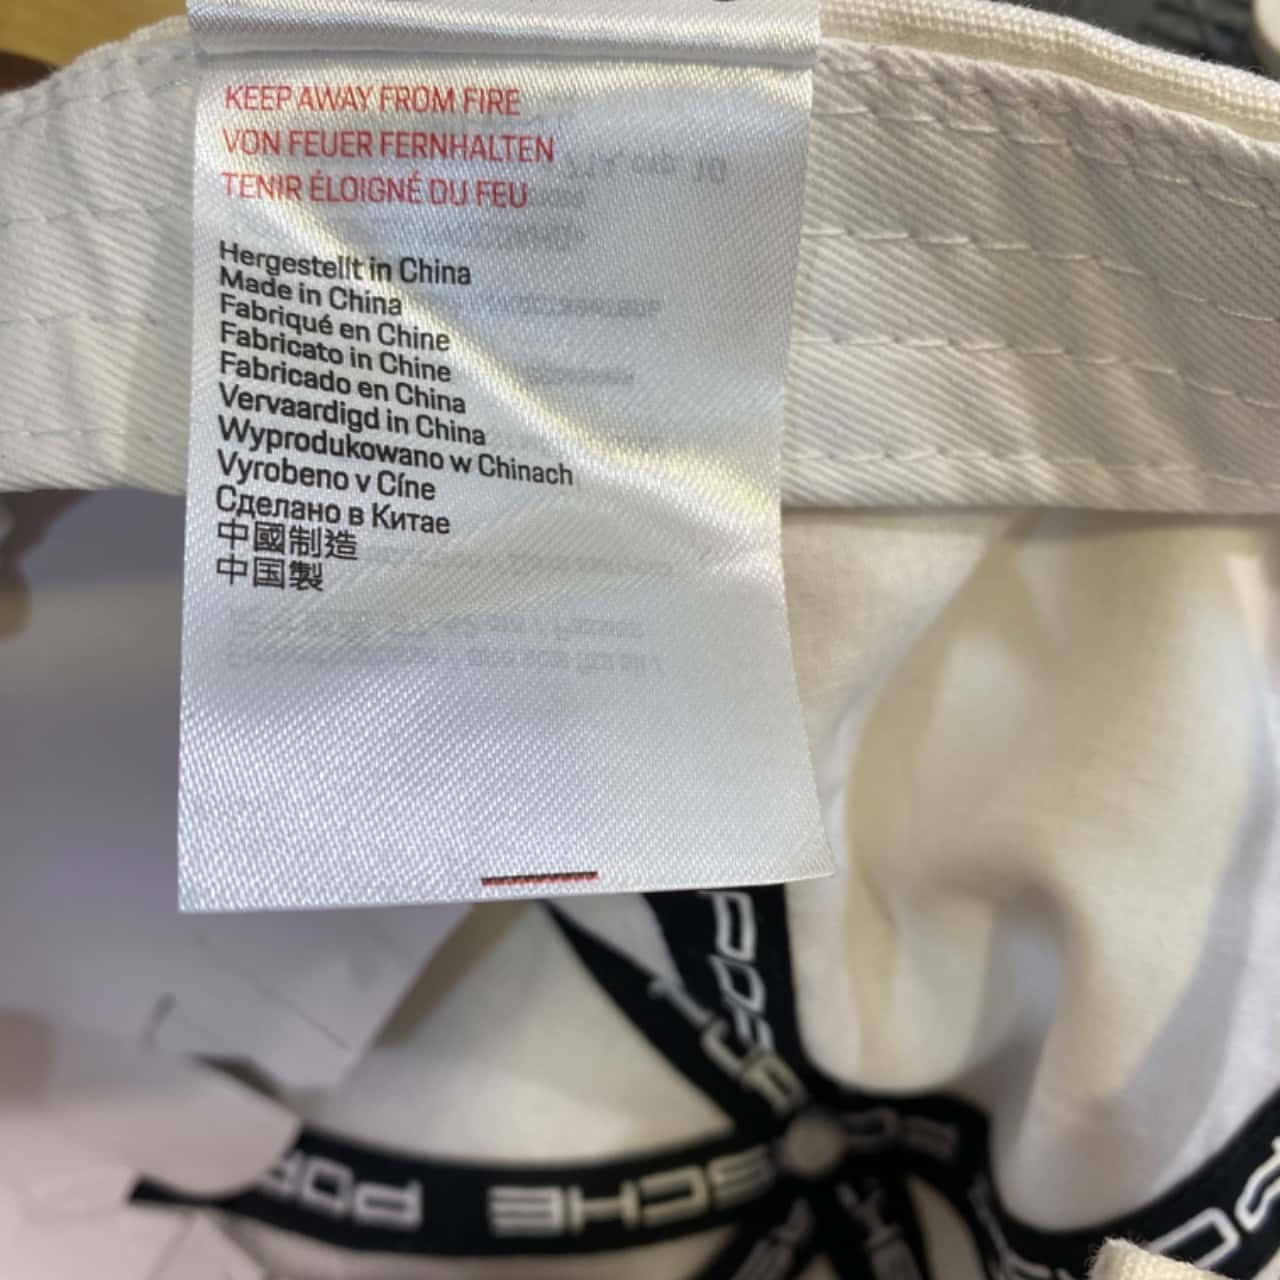 KEEP AWAY FROM FIRE
VON FEUER FERNHALTEN
TENIR ÉLOIGNÉ DU FEU
Hergestellt in China
Made in China
Fabriqué en Chine
Fabricato in Chine
Fabricado en China
Vervaardigd in China
Wyprodukowano w Chinach
Vyrobeno v Číne
Сделано в Китае
中國制造
中国製
PORSCHE